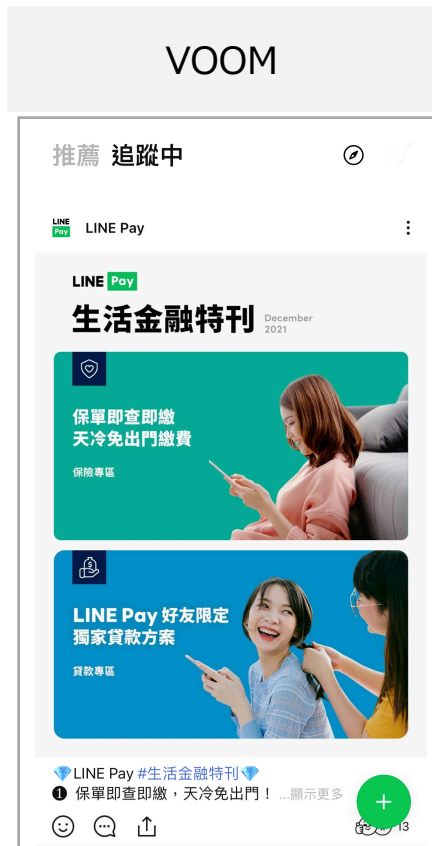 VOOM
推薦 追蹤中
LINE Pay LINE Pay
LINE Pay
生活金融特刊 December 2021
保單即查即繳
天冷免出門繳費
保險專區
LINE Pay 好友限定
獨家貸款方案
貸款專區
💎LINE Pay #生活金融特刊💎
❶ 保單即查即繳，天冷免出門！ ...顯示更多
13